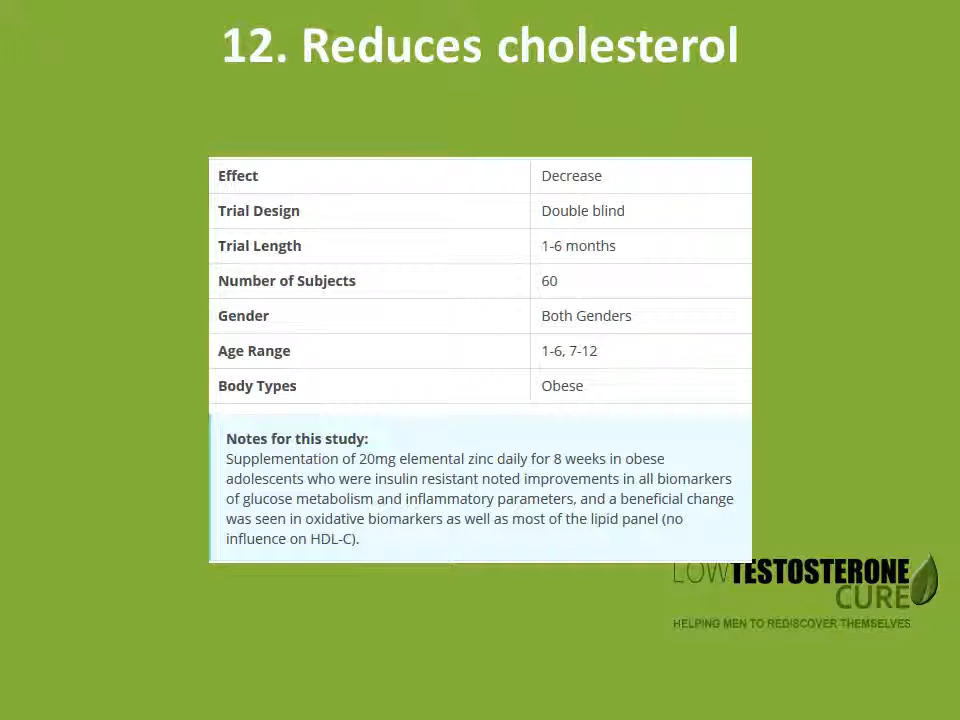 12. Reduces cholesterol
Effect Decrease
Trial Design Double blind
Trial Length 1-6 months
Number of Subjects 60
Gender Both Genders
Age Range 1-6, 7-12
Body Types Obese
Notes for this study:
Supplementation of 20mg elemental zinc daily for 8 weeks in obese
adolescents who were insulin resistant noted improvements in all biomarkers
of glucose metabolism and inflammatory parameters, and a beneficial change
was seen in oxidative biomarkers as well as most of the lipid panel (no
influence on HDL-C).
LOWTESTOSTERONE
CURE
HELPING MEN TO REDISCOVER THEMSELVES